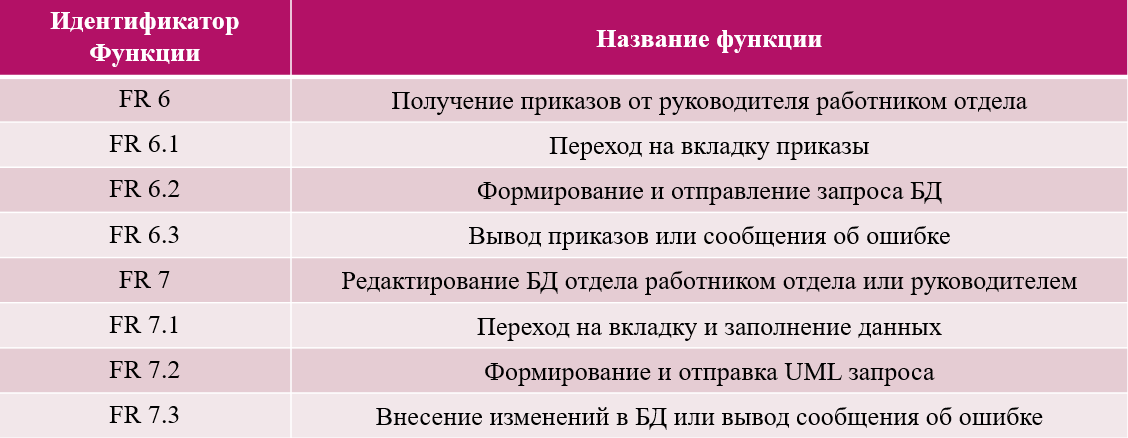 Идентификатор
Функции
Название функции
FR 6
Получение приказов от руководителя работником отдела
FR 6.1
Переход на вкладку приказы
FR 6.2
Формирование и отправление запроса БД
FR 6.3
Вывод приказов или сообщения об ошибке
FR 7
Редактирование БД отдела работником отдела или руководителем
FR 7.1
Переход на вкладку и заполнение данных
FR 7.2
Формирование и отправка UML запроса
FR 7.3
Внесение изменений в БД или вывод сообщения об ошибке